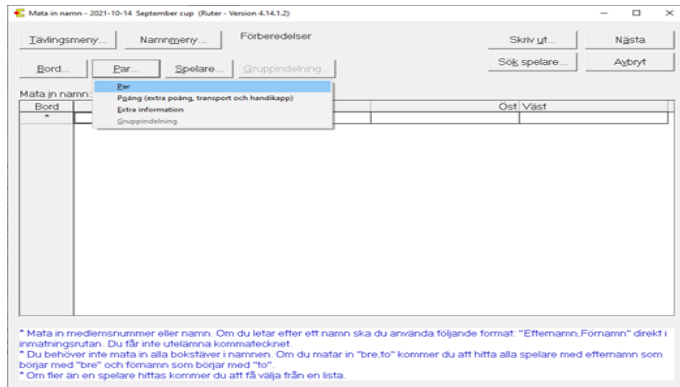 Mata in namn - 2021-10-14 September cup (Ruter - Version 4.14.1.2)
Tävlingsmeny... Namnmeny... Förberedelser Skriv ut... Nästa
Bord... Par... Spelare... Gruppindelning... Sök spelare... Avbryt
Mata in namn:
Par
Poäng (extra poäng, transport och handikapp)
Extra information
Gruppindelning
Bord Öst Väst
*
* Mata in medlemsnummer eller namn. Om du letar efter ett namn ska du använda följande format: "Efternamn,Förnamn" direkt i
inmatningsrutan. Du får inte utelämna kommatecknet.
* Du behöver inte mata in alla bokstäver i namnen. Om du matar in "bre,to" kommer du att hitta alla spelare med efternamn som
börjar med "bre" och förnamn som börjar med "to".
* Om fler än en spelare hittas kommer du att få välja från en lista.